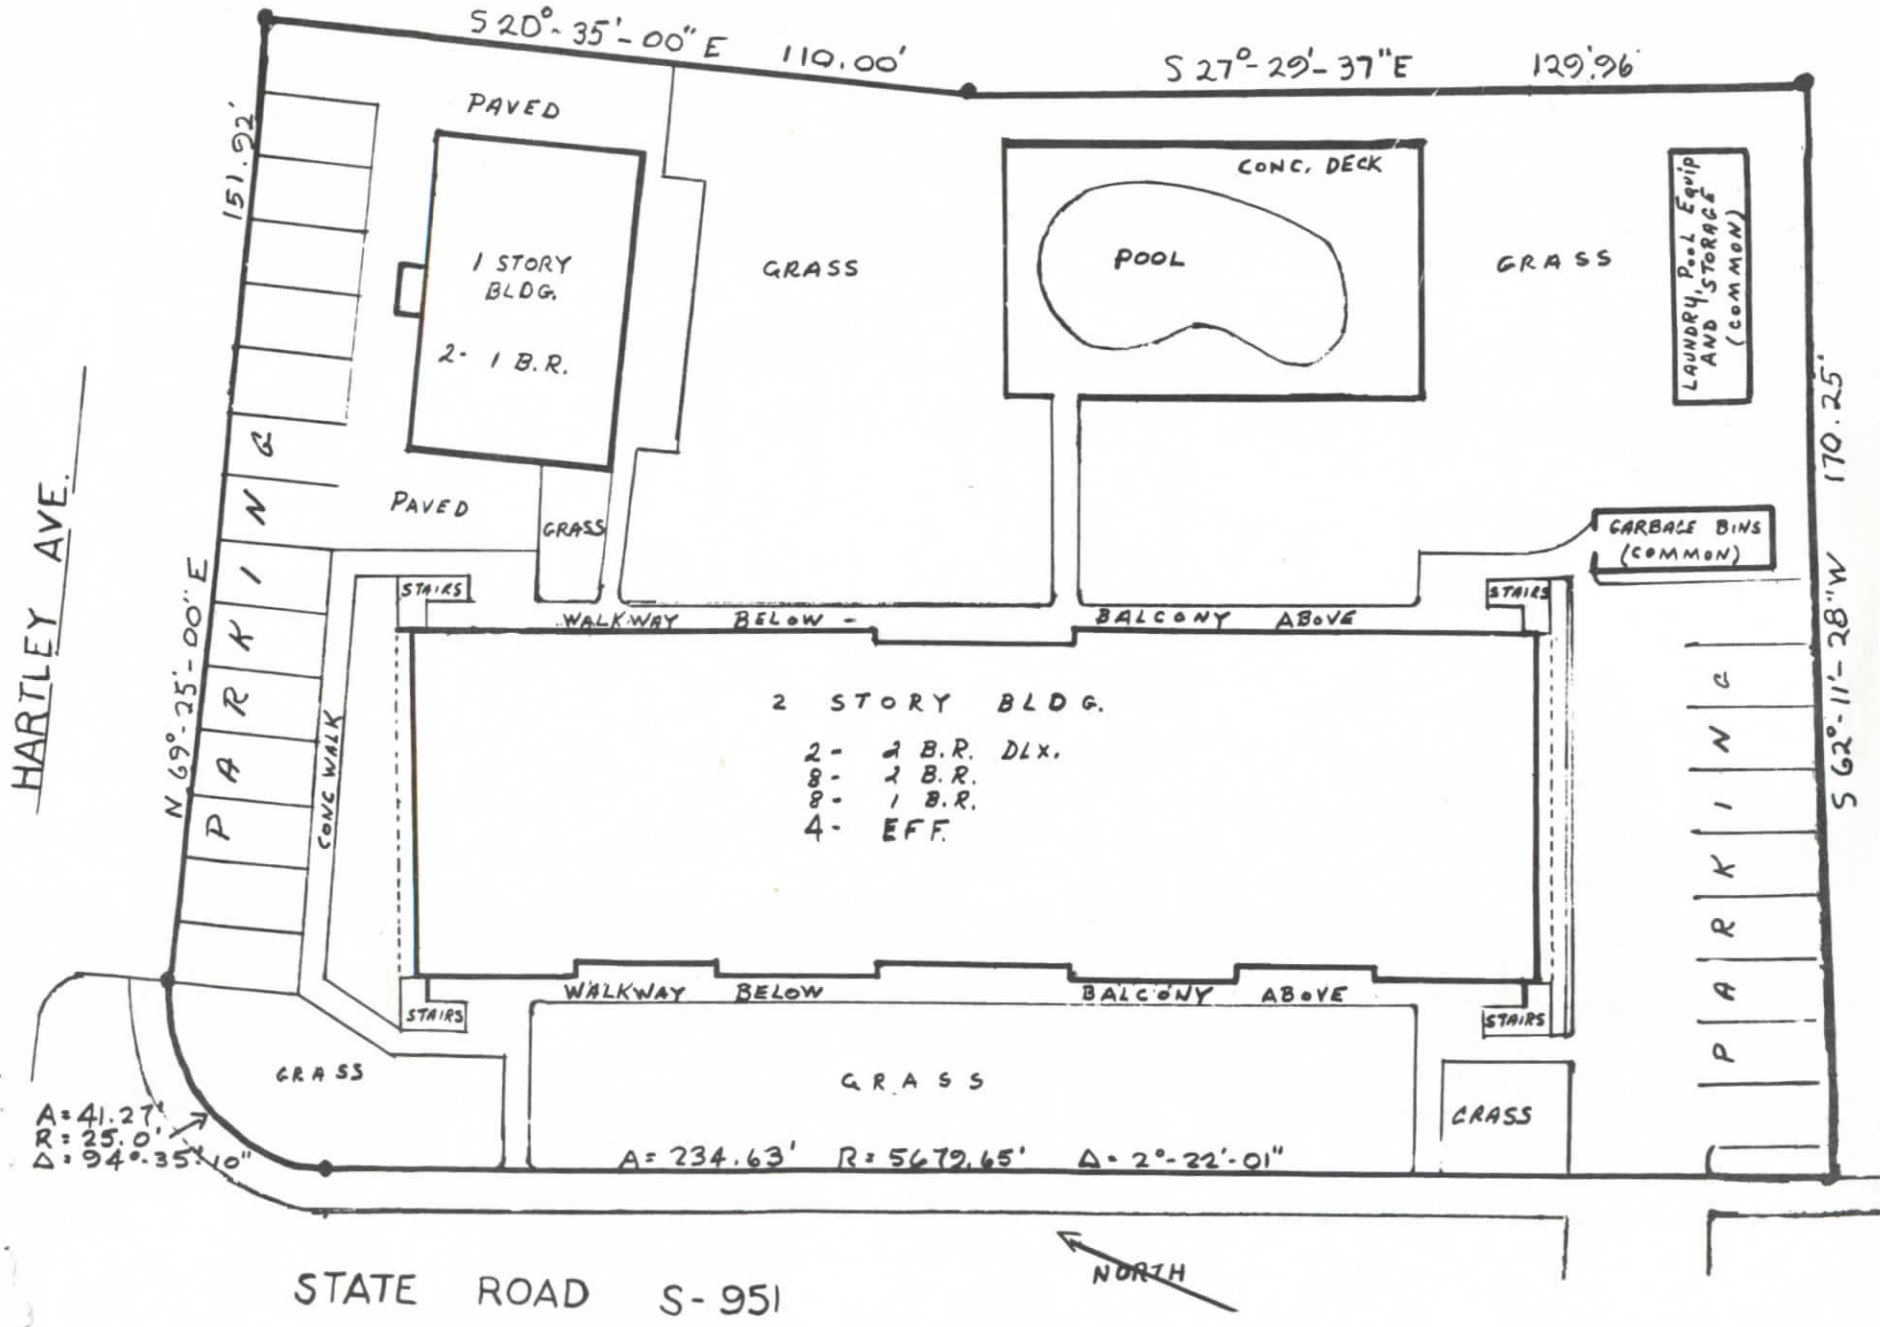 S 20°-35'-00" E 110.00'
S 27°-29'-37"E 129.96'
151.92'
N 69°-25'-00" E
HARTLEY AVE.
PARKING
PAVED
1 STORY
BLDG.
2- 1 B.R.
PAVED
GRASS
GRASS
CONC. DECK
POOL
GRASS
LAUNDRY, POOL Equip
AND STORAGE
(COMMON)
170.25'
S 62°-11'-28"W
GARBAGE BINS
(COMMON)
STAIRS
WALKWAY BELOW - BALCONY ABOVE
STAIRS
CONC WALK
2 STORY BLDG.
2- 2 B.R. DLX.
8- 2 B.R.
8- 1 B.R.
4- EFF.
PARKING
STAIRS
WALKWAY BELOW BALCONY ABOVE
STAIRS
GRASS
GRASS
GRASS
A=41.27'
R=25.0'
Δ=94°-35'-10"
A=234.63' R=5679.65' Δ-2°-22'-01"
NORTH
STATE ROAD S-951